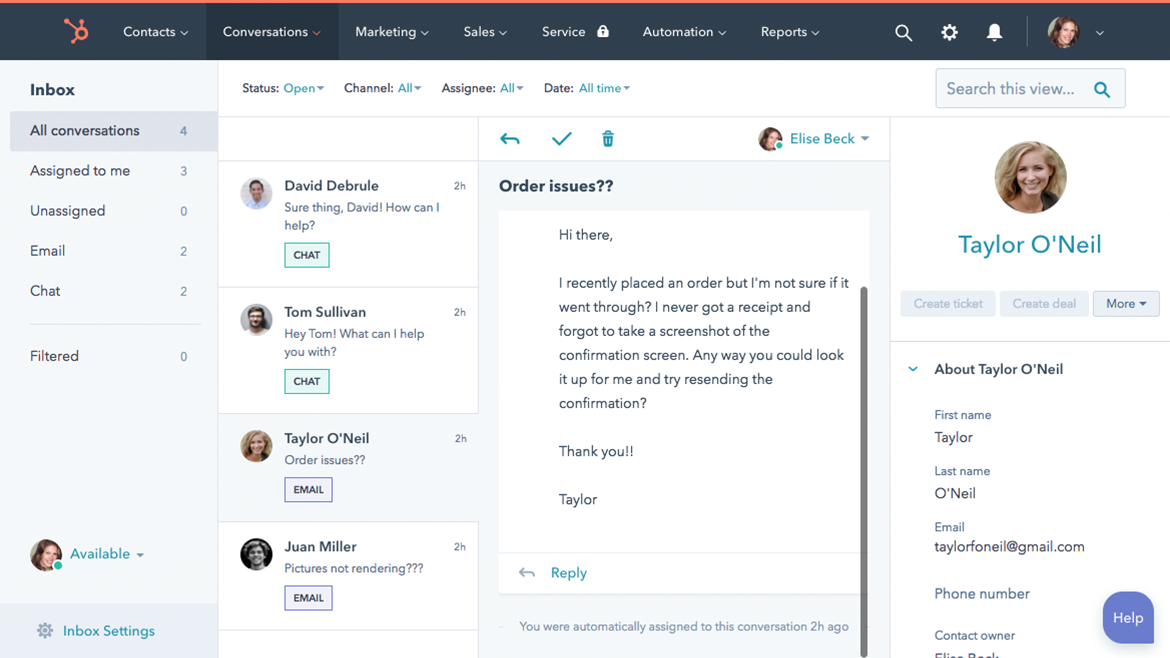 Contacts Conversations Marketing Sales Service Automation Reports
Inbox
All conversations 4
Assigned to me 3
Unassigned 0
Email 2
Chat 2
Filtered 0
Available
Inbox Settings
Status: Open Channel: All Assignee: All Date: All time
Search this view...
David Debrule 2h
Sure thing, David! How can I
help?
CHAT
Tom Sullivan 2h
Hey Tom! What can I help
you with?
CHAT
Taylor O'Neil 2h
Order issues??
EMAIL
Juan Miller 2h
Pictures not rendering???
EMAIL
Elise Beck
Order issues??
Hi there,
I recently placed an order but I'm not sure if it
went through? I never got a receipt and
forgot to take a screenshot of the
confirmation screen. Any way you could look
it up for me and try resending the
confirmation?
Thank you!!
Taylor
Reply
You were automatically assigned to this conversation 2h ago
Taylor O'Neil
Create ticket Create deal More
About Taylor O'Neil
First name
Taylor
Last name
O'Neil
Email
taylorfoneil@gmail.com
Phone number
Contact owner
Elise Beck
Help